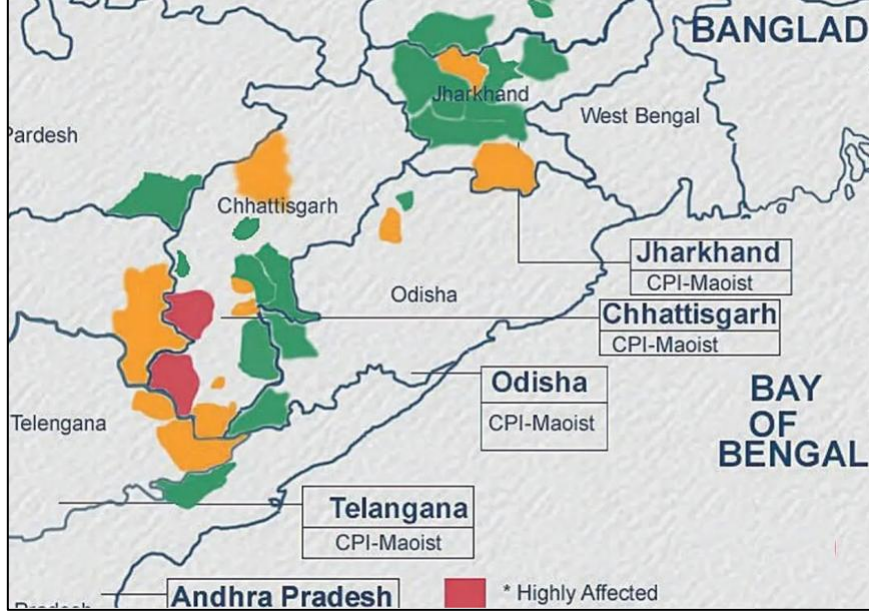 BANGLAD
Jharkhand
West Bengal
Pardesh
Chhattisgarh
Jharkhand
CPI-Maoist
Odisha
Chhattisgarh
CPI-Maoist
Odisha
CPI-Maoist
BAY
OF
BENGAL
Telengana
Telangana
CPI-Maoist
Andhra Pradesh
* Highly Affected